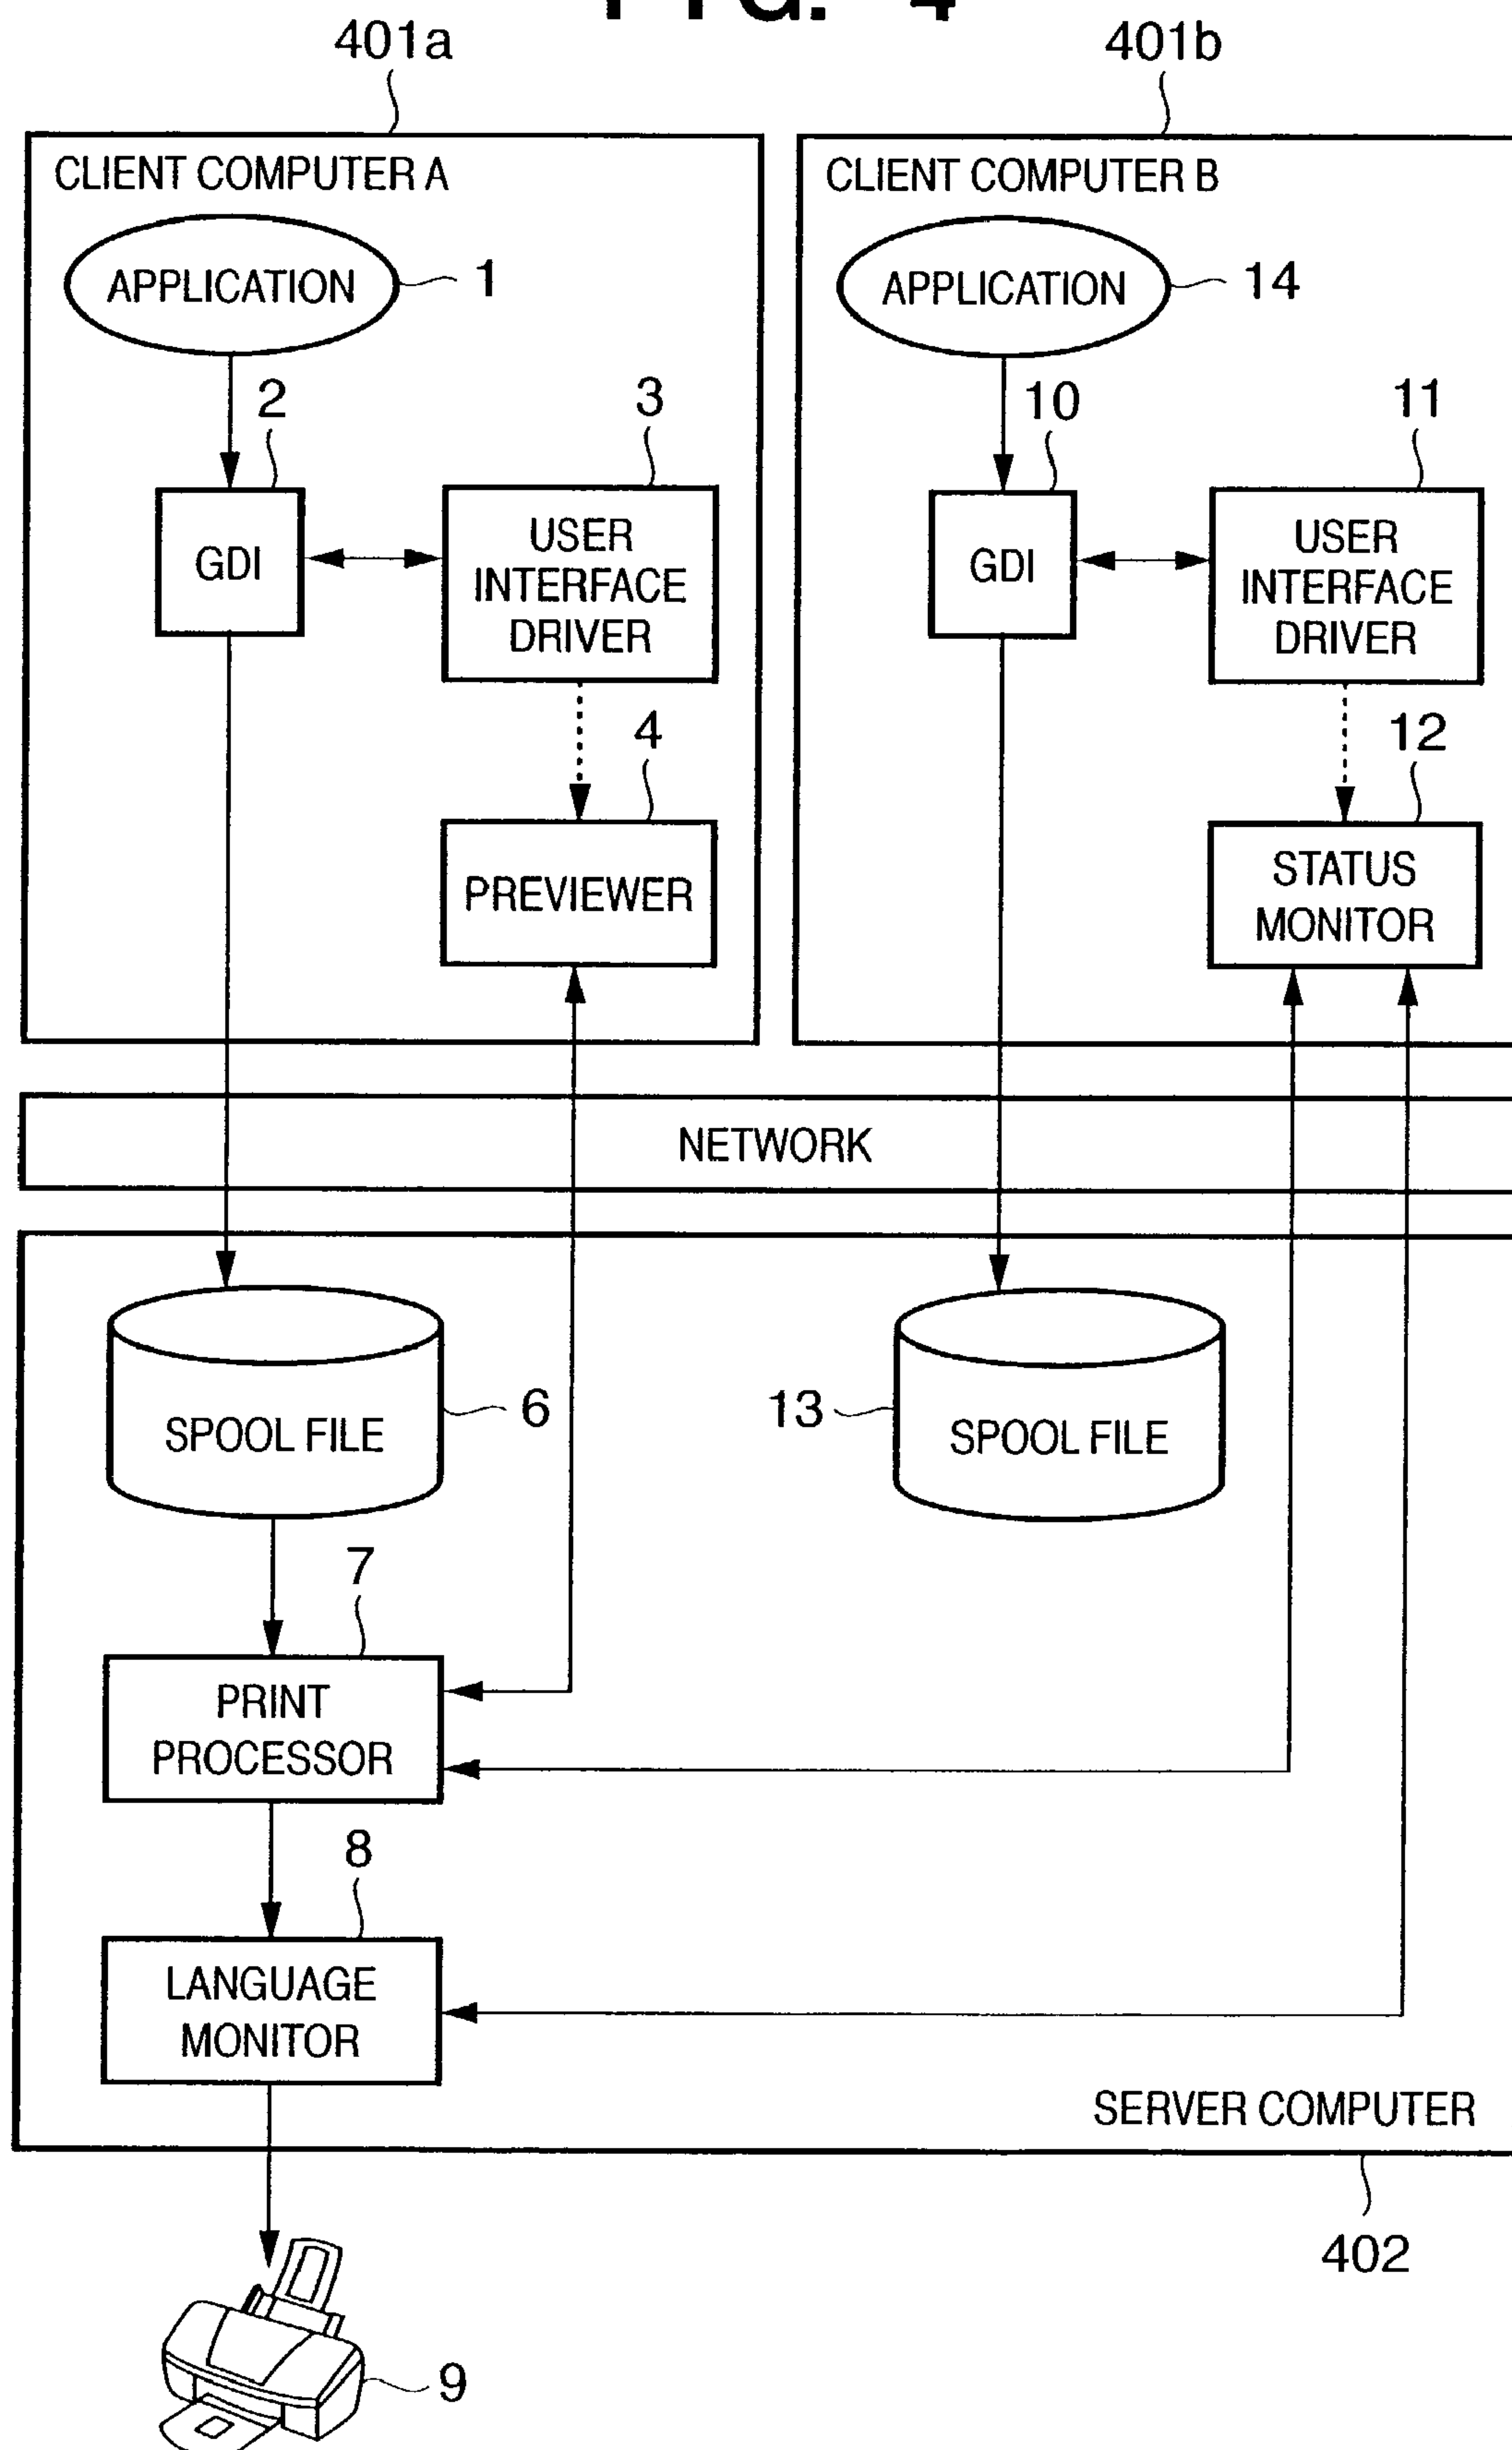 FIG. 4
401a
401b
CLIENT COMPUTER A
CLIENT COMPUTER B
APPLICATION
1
APPLICATION
14
2
3
10
11
GDI
USER
INTERFACE
DRIVER
GDI
USER
INTERFACE
DRIVER
4
12
PREVIEWER
STATUS
MONITOR
NETWORK
SPOOL FILE
6
13
SPOOL FILE
7
PRINT
PROCESSOR
8
LANGUAGE
MONITOR
SERVER COMPUTER
402
9